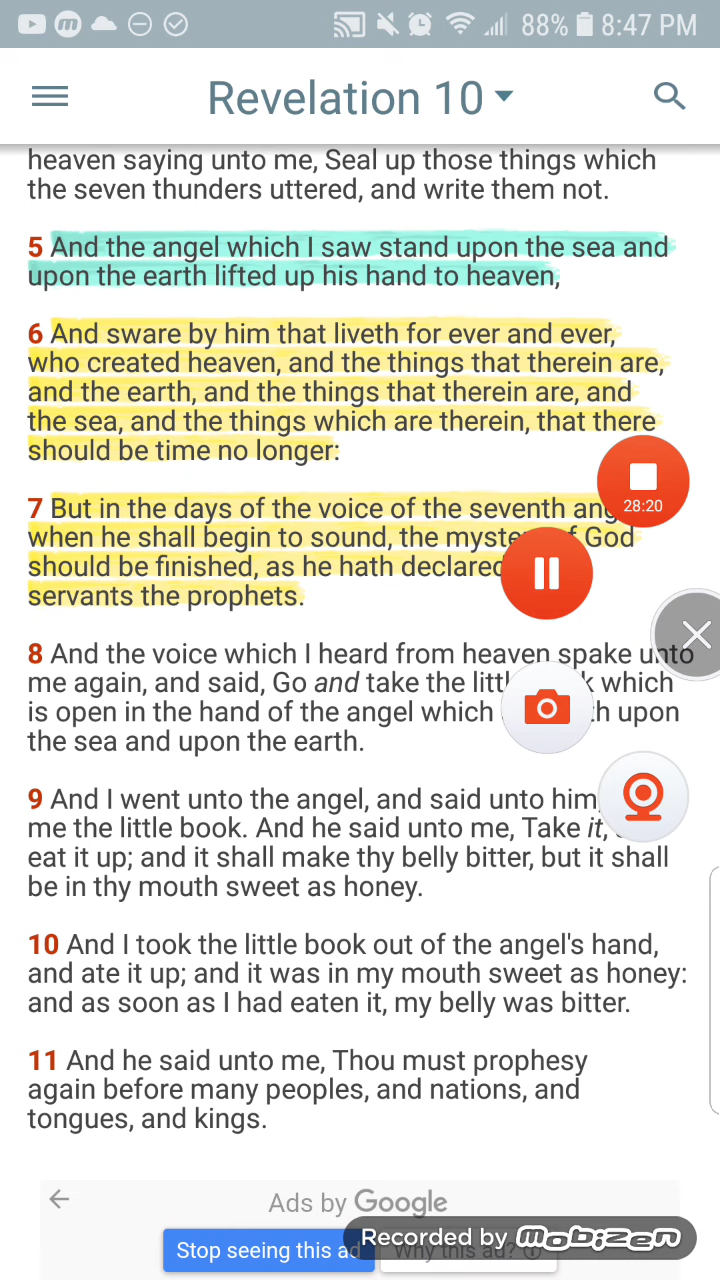 88% 8:47 PM
Revelation 10
heaven saying unto me, Seal up those things which
the seven thunders uttered, and write them not.
5 And the angel which I saw stand upon the sea and
upon the earth lifted up his hand to heaven,
6 And sware by him that liveth for ever and ever,
who created heaven, and the things that therein are,
and the earth, and the things that therein are, and
the sea, and the things which are therein, that there
should be time no longer:
7 But in the days of the voice of the seventh
when he shall begin to sound, the God
should be finished, as he hath declared
servants the prophets.
28:20
8 And the voice which I heard from heaven spake unto
me again, and said, Go and take the which
is open in the hand of the angel which upon
the sea and upon the earth.
9 And I went unto the angel, and said unto him,
me the little book. And he said unto me, Take it,
eat it up; and it shall make thy belly bitter, but it shall
be in thy mouth sweet as honey.
10 And I took the little book out of the angel's hand,
and ate it up; and it was in my mouth sweet as honey:
and as soon as I had eaten it, my belly was bitter.
11 And he said unto me, Thou must prophesy
again before many peoples, and nations, and
tongues, and kings.
Ads by Google
Stop seeing this ad Why this ad?
Recorded by mobizen